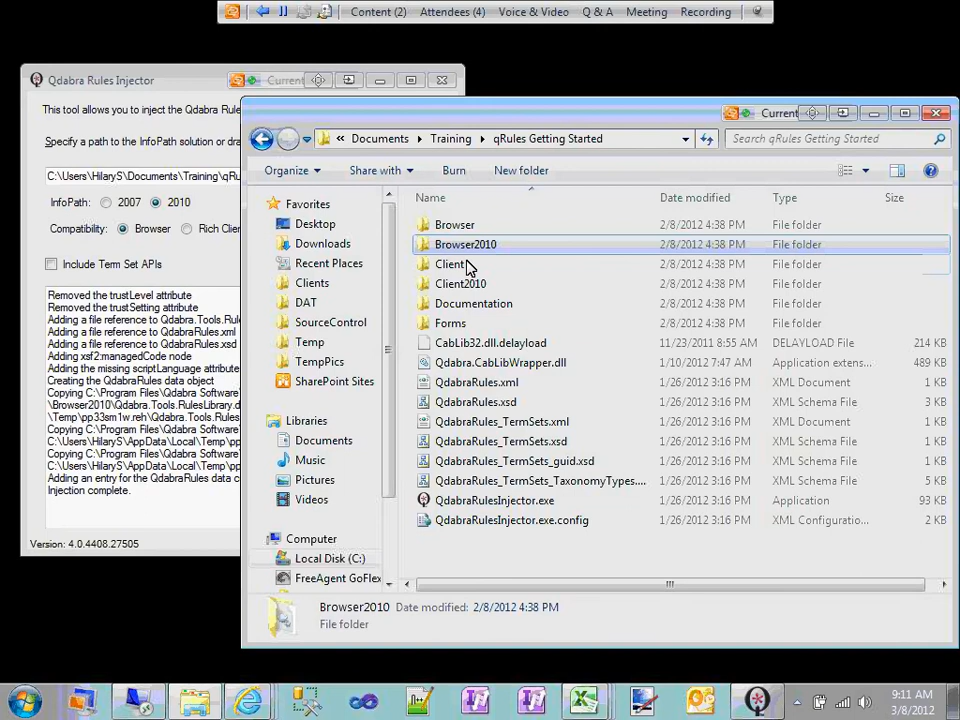 Content (2) Attendees (4) Voice & Video Q & A Meeting Recording
Qdabra Rules Injector
Current
This tool allows you to inject the Qdabra Rule
Specify a path to the InfoPath solution or dra
C:\Users\HilaryS\Documents\Training\qRu
InfoPath: 2007 2010
Compatibility: Browser Rich Clie
Include Term Set APIs
Removed the trustLevel attribute
Removed the trustSetting attribute
Adding a file reference to Qdabra.Tools.R
Adding a file reference to QdabraRules.xml
Adding a file reference to QdabraRules.xsd
Adding xsf2:managedCode node
Adding the missing scriptLanguage attribute
Creating the QdabraRules data object
Copying C:\Program Files\Qdabra Software
\Browser2010\Qdabra.Tools.RulesLibrary.d
\Temp\pp33sm1w.reh\Qdabra.Tools.Rules
Copying C:\Program Files\Qdabra Software
C:\Users\HilaryS\AppData\Local\Temp\pp
Copying C:\Program Files\Qdabra Software
C:\Users\HilaryS\AppData\Local\Temp\pp
Adding an entry for the QdabraRules data c
Injection complete.
Version: 4.0.4408.27505
Current
« Documents Training qRules Getting Started
Search qRules Getting Started
Organize Share with Burn New folder
Favorites
Desktop
Downloads
Recent Places
Clients
DAT
SourceControl
Temp
TempPics
SharePoint Sites
Libraries
Documents
Music
Pictures
Videos
Computer
Local Disk (C:)
FreeAgent GoFlex
Name Date modified Type Size
Browser 2/8/2012 4:38 PM File folder
Browser2010 2/8/2012 4:38 PM File folder
Client 2/8/2012 4:38 PM File folder
Client2010 2/8/2012 4:38 PM File folder
Documentation 2/8/2012 4:38 PM File folder
Forms 2/8/2012 4:38 PM File folder
CabLib32.dll.delayload 11/23/2011 8:55 AM DELAYLOAD File 214 KB
Qdabra.CabLibWrapper.dll 1/10/2012 7:47 AM Application extens... 489 KB
QdabraRules.xml 1/26/2012 3:16 PM XML Document 1 KB
QdabraRules.xsd 1/26/2012 3:16 PM XML Schema File 3 KB
QdabraRules_TermSets.xml 1/26/2012 3:16 PM XML Document 1 KB
QdabraRules_TermSets.xsd 1/26/2012 3:16 PM XML Schema File 1 KB
QdabraRules_TermSets_guid.xsd 1/26/2012 3:16 PM XML Schema File 1 KB
QdabraRules_TermSets_TaxonomyTypes.... 1/26/2012 3:16 PM XML Schema File 5 KB
QdabraRulesInjector.exe 1/26/2012 3:16 PM Application 93 KB
QdabraRulesInjector.exe.config 1/26/2012 3:16 PM XML Configuratio... 2 KB
Browser2010 Date modified: 2/8/2012 4:38 PM
File folder
9:11 AM
3/8/2012